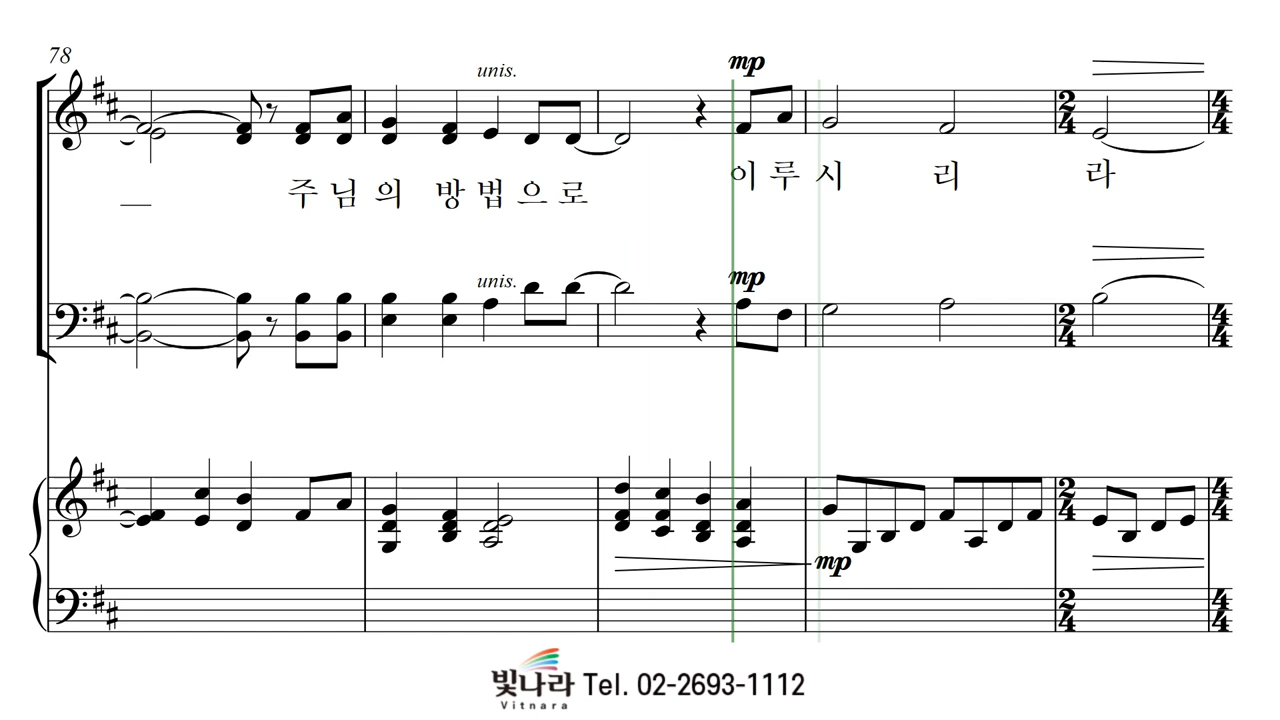 78
unis.
mp
이 루 시 리 라
주 님 의 방 법 으 로
unis.
mp
mp
빛나라 Tel. 02-2693-1112
Vitnara